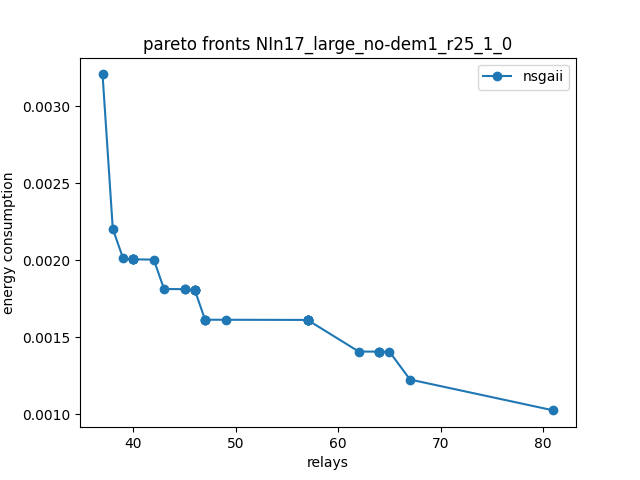 pareto fronts NIn17_large_no-dem1_r25_1_0
nsgaii
energy consumption
0.0030
0.0025
0.0020
0.0015
0.0010
40 50 60 70 80
relays